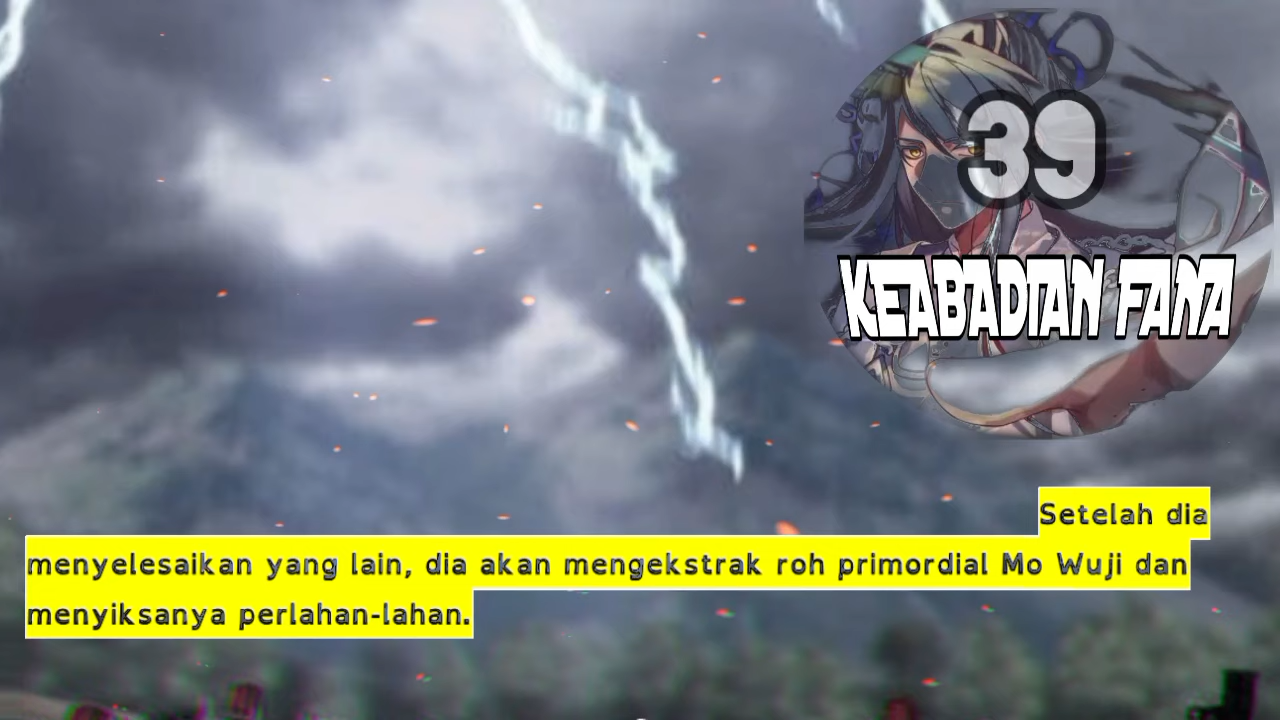 39
KEABADIAN FANA
Setelah dia
menyelesaikan yang lain, dia akan mengekstrak roh primordial Mo Wuji dan
menyiksanya perlahan-lahan.